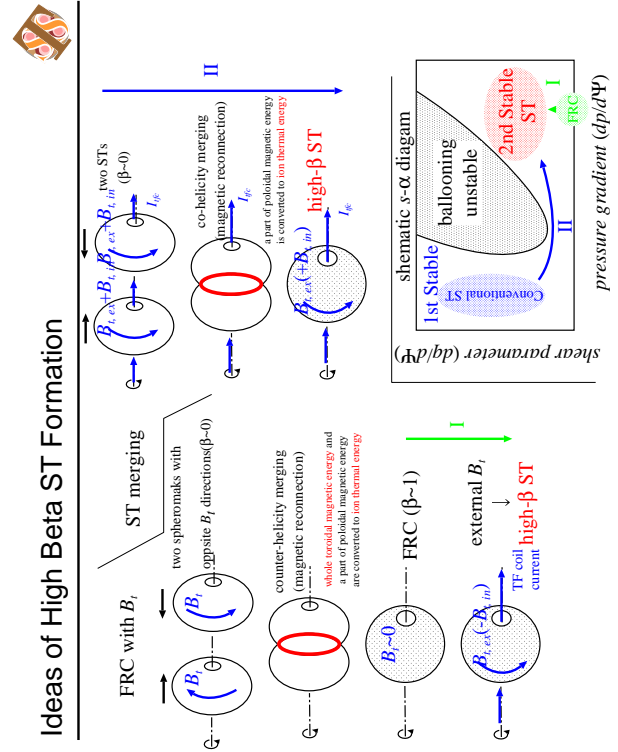 Ideas of High Beta ST Formation
FRC with Bt
Bt
Bt
two spheromaks with
oppsite Bt directions(β~0)
counter-helicity merging
(magnetic reconnection)
whole toroidal magnetic energy and
a part of poloidal magnetic energy
are converted to ion thermal energy
Bt~0
FRC (β~1)
I
Bt, ex(-Bt, in)
external Bt
→
high-β ST
TF coil
current
ST merging
Bt, ex+Bt, in
Bt, ex+Bt, in
two STs
(β~0)
Itfc
co-helicity merging
(magnetic reconnection)
Itfc
a part of poloidal magnetic energy
is converted to ion thermal energy
Bt, ex(+Bt, in)
high-β ST
Itfc
II
shematic s-α diagam
1st Stable
ballooning
unstable
2nd Stable
ST
Conventional ST
II
I
FRC
shear parameter (dq/dΨ)
pressure gradient (dp/dΨ)